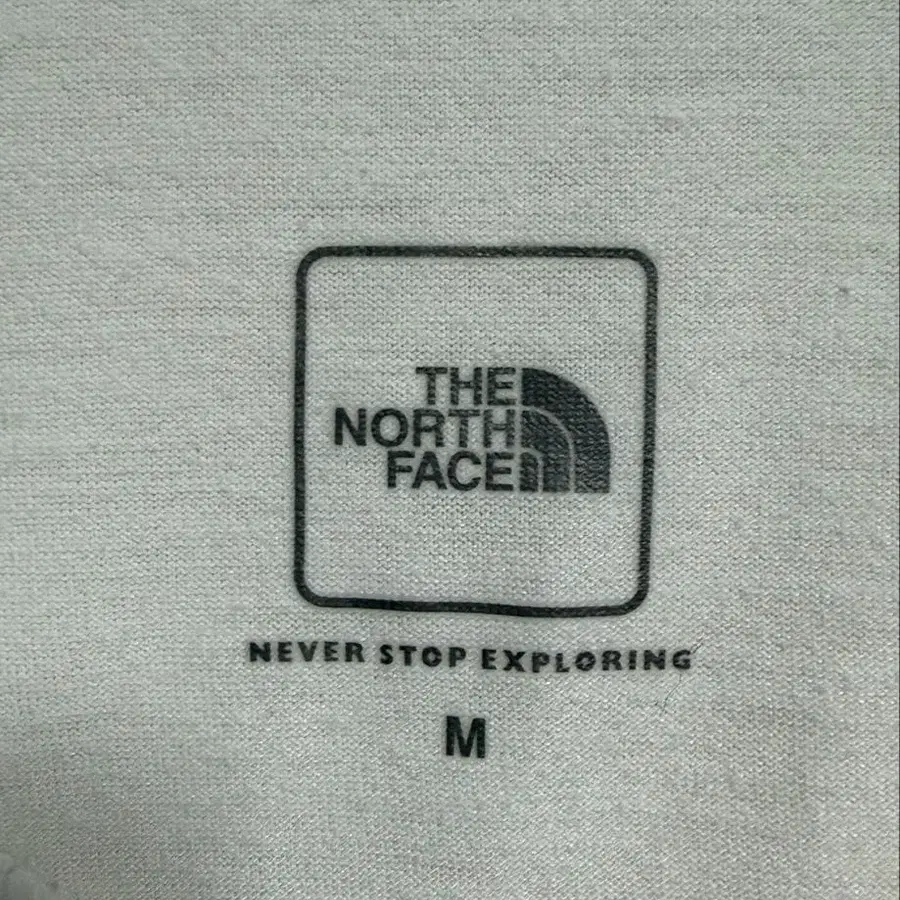 THE
NORTH
FACE
NEVER STOP EXPLORING
M